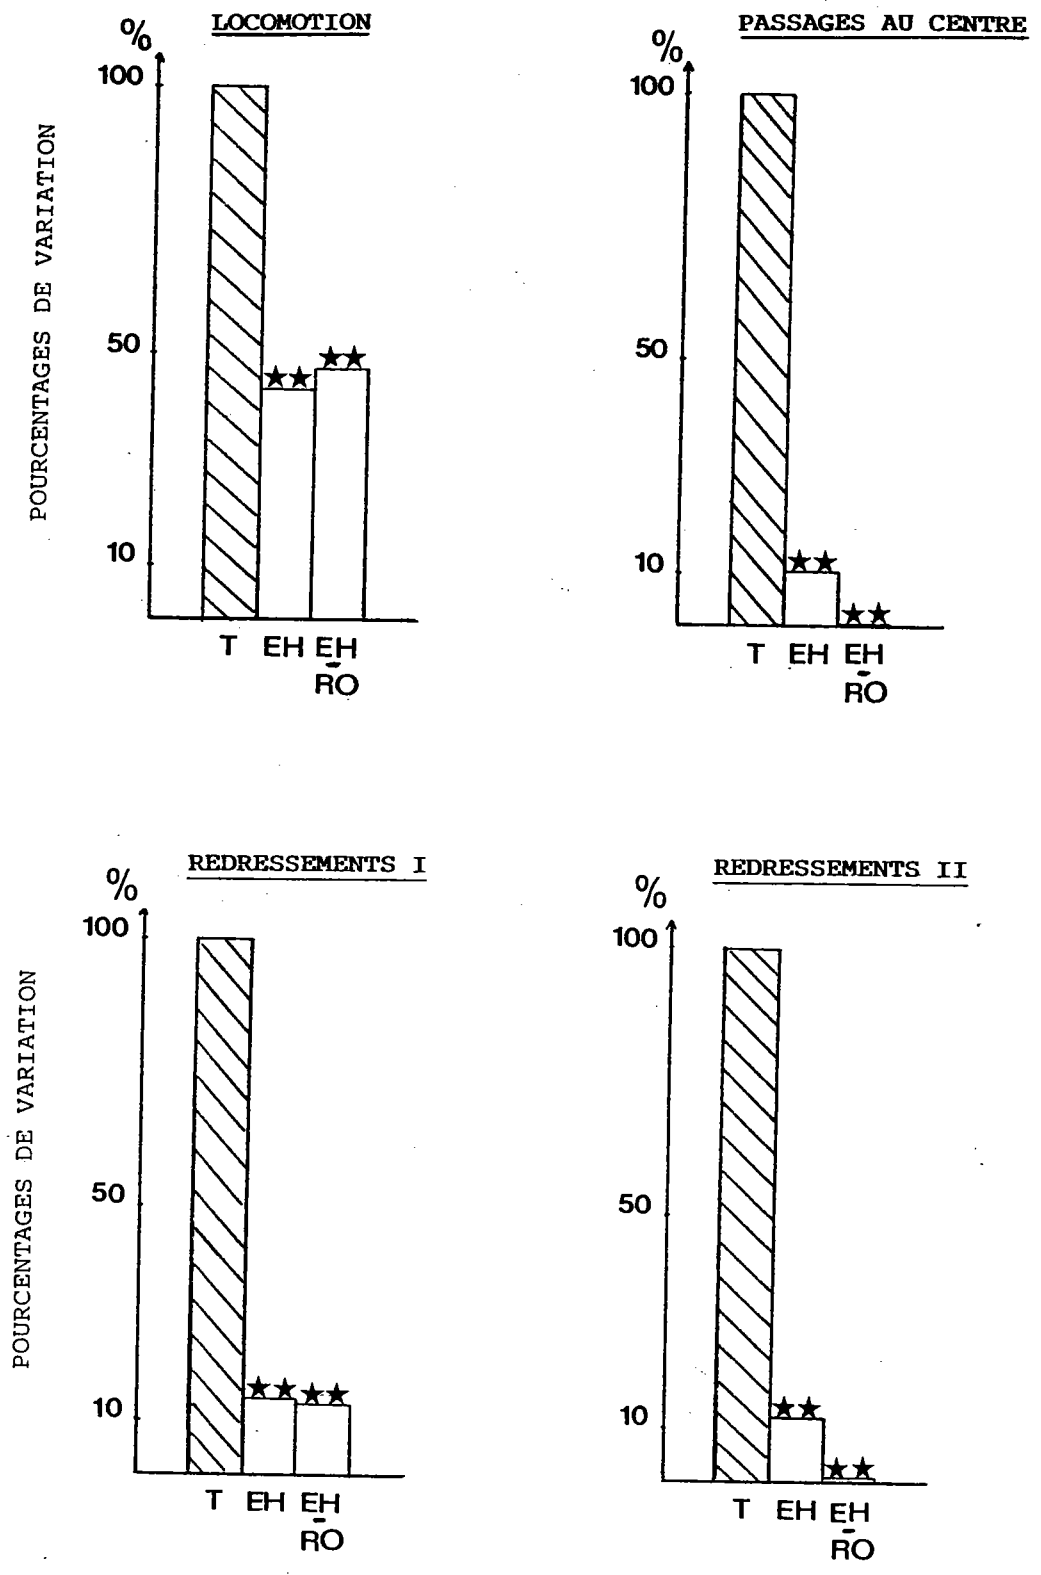 LOCOMOTION
%
100
50
10
POURCENTAGES DE VARIATION
★★
★★
T EH EH
-
RO
PASSAGES AU CENTRE
%
100
50
10
★★
★★
T EH EH
-
RO
REDRESSEMENTS I
%
100
50
10
POURCENTAGES DE VARIATION
★★
★★
T EH EH
-
RO
REDRESSEMENTS II
%
100
50
10
★★
★★
T EH EH
-
RO